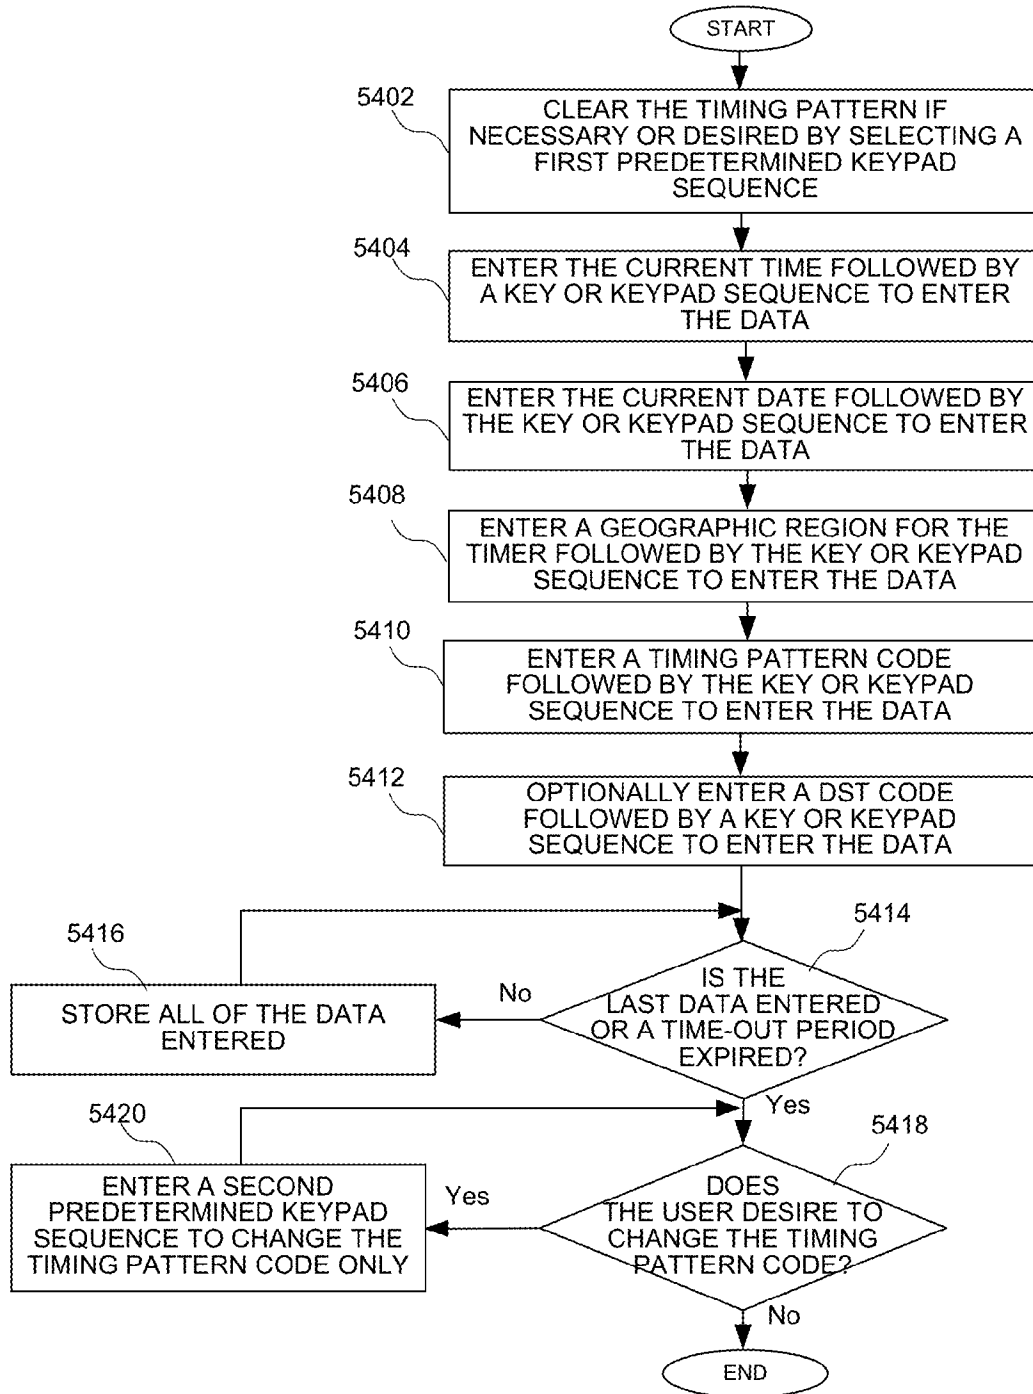 START
5402
CLEAR THE TIMING PATTERN IF
NECESSARY OR DESIRED BY SELECTING A
FIRST PREDETERMINED KEYPAD
SEQUENCE
5404
ENTER THE CURRENT TIME FOLLOWED BY
A KEY OR KEYPAD SEQUENCE TO ENTER
THE DATA
5406
ENTER THE CURRENT DATE FOLLOWED BY
THE KEY OR KEYPAD SEQUENCE TO ENTER
THE DATA
5408
ENTER A GEOGRAPHIC REGION FOR THE
TIMER FOLLOWED BY THE KEY OR KEYPAD
SEQUENCE TO ENTER THE DATA
5410
ENTER A TIMING PATTERN CODE
FOLLOWED BY THE KEY OR KEYPAD
SEQUENCE TO ENTER THE DATA
5412
OPTIONALLY ENTER A DST CODE
FOLLOWED BY A KEY OR KEYPAD
SEQUENCE TO ENTER THE DATA
5414
IS THE
LAST DATA ENTERED
OR A TIME-OUT PERIOD
EXPIRED?
No
5416
STORE ALL OF THE DATA
ENTERED
Yes
5418
DOES
THE USER DESIRE TO
CHANGE THE TIMING
PATTERN CODE?
Yes
5420
ENTER A SECOND
PREDETERMINED KEYPAD
SEQUENCE TO CHANGE THE
TIMING PATTERN CODE ONLY
No
END